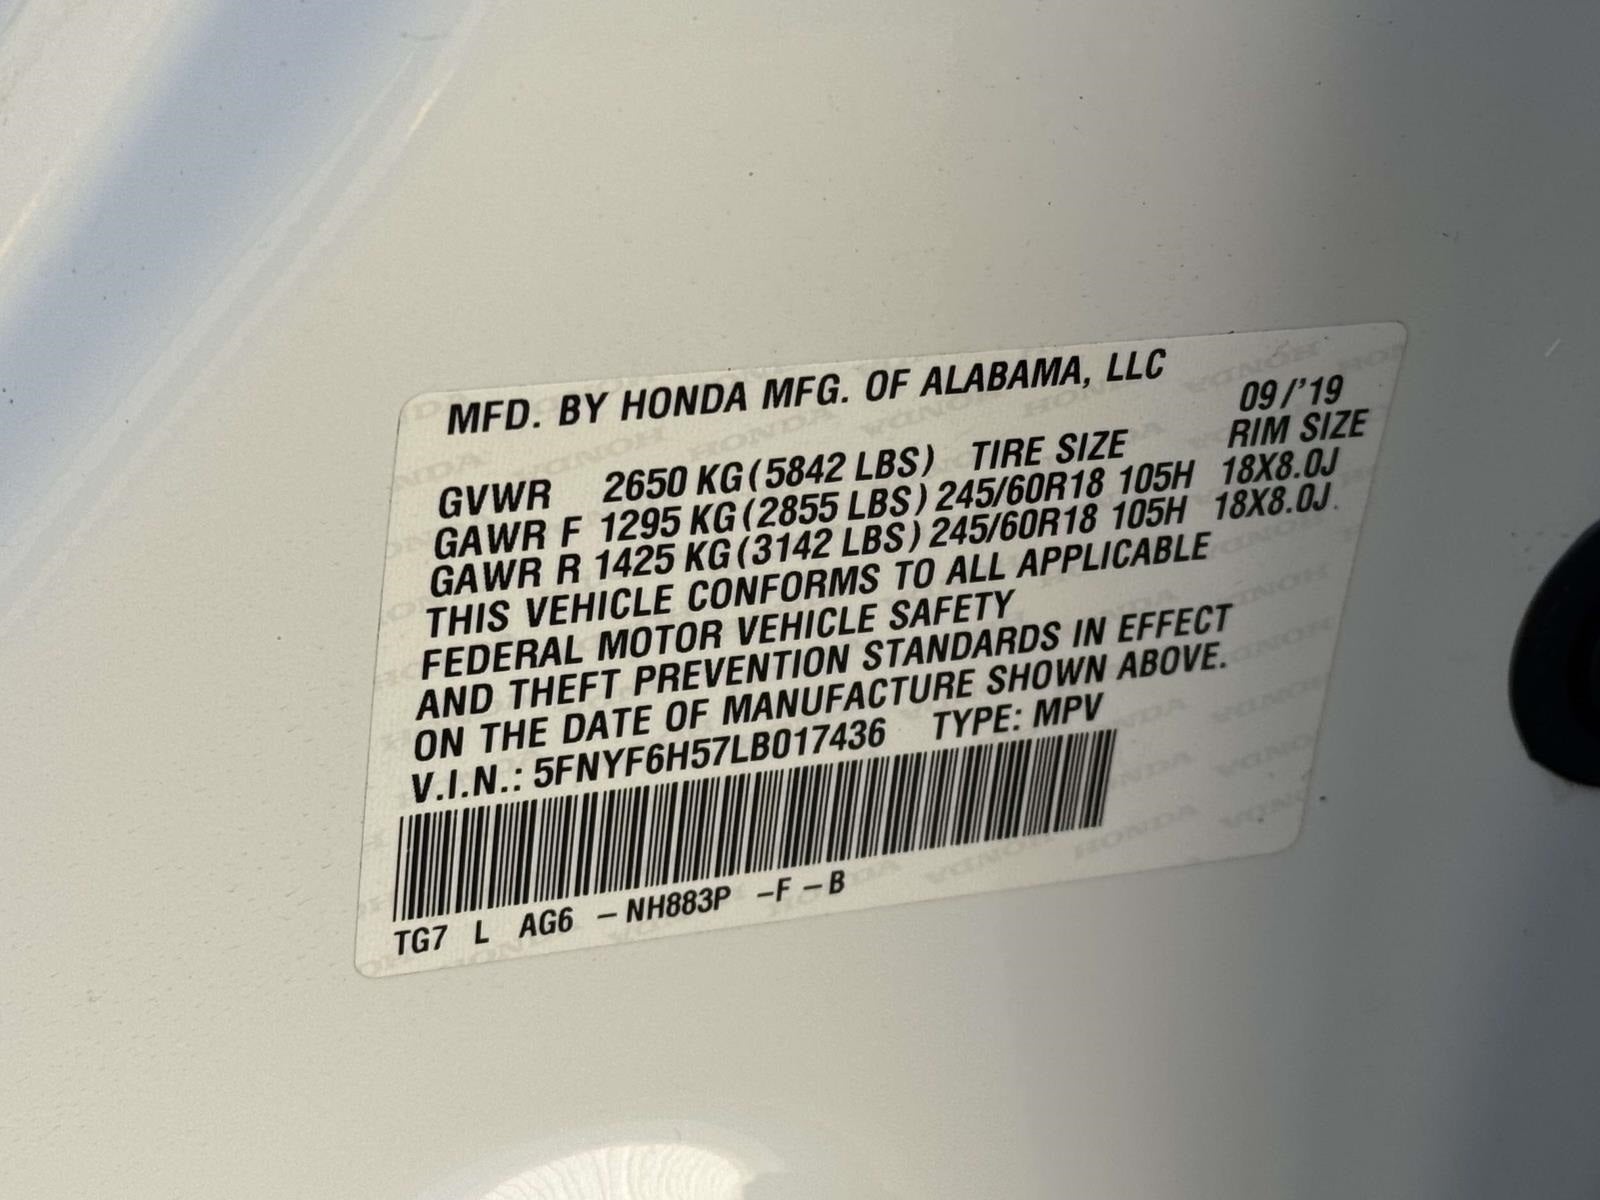 MFD. BY HONDA MFG. OF ALABAMA, LLC
09/'19
GVWR 2650 KG(5842 LBS) TIRE SIZE RIM SIZE
GAWR F 1295 KG(2855 LBS) 245/60R18 105H 18X8.0J
GAWR R 1425 KG(3142 LBS) 245/60R18 105H 18X8.0J.
THIS VEHICLE CONFORMS TO ALL APPLICABLE
FEDERAL MOTOR VEHICLE SAFETY
AND THEFT PREVENTION STANDARDS IN EFFECT
ON THE DATE OF MANUFACTURE SHOWN ABOVE.
V.I.N.: 5FNYF6H57LB017436 TYPE: MPV
TG7 L AG6 –NH883P –F –B